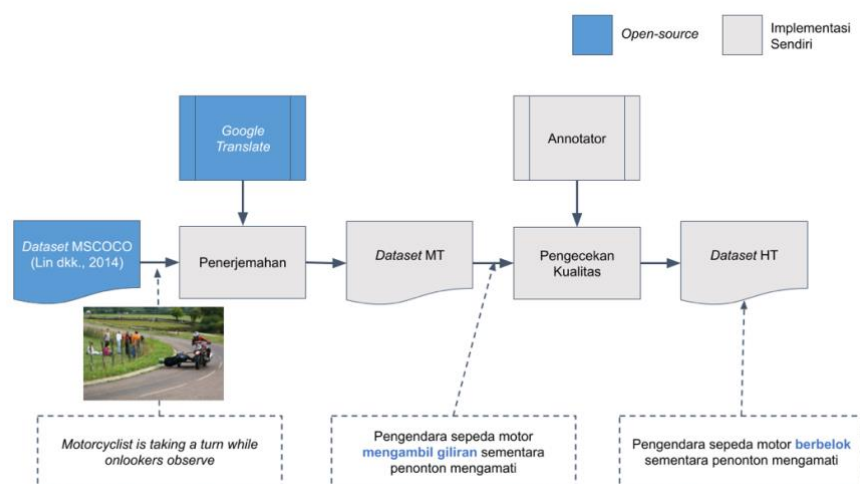 Open-source
Implementasi
Sendiri
Google
Translate
Annotator
Dataset MSCOCO
(Lin dkk., 2014)
Penerjemahan
Dataset MT
Pengecekan
Kualitas
Dataset HT
Motorcyclist is taking a turn while
onlookers observe
Pengendara sepeda motor
mengambil giliran sementara
penonton mengamati
Pengendara sepeda motor berbelok
sementara penonton mengamati